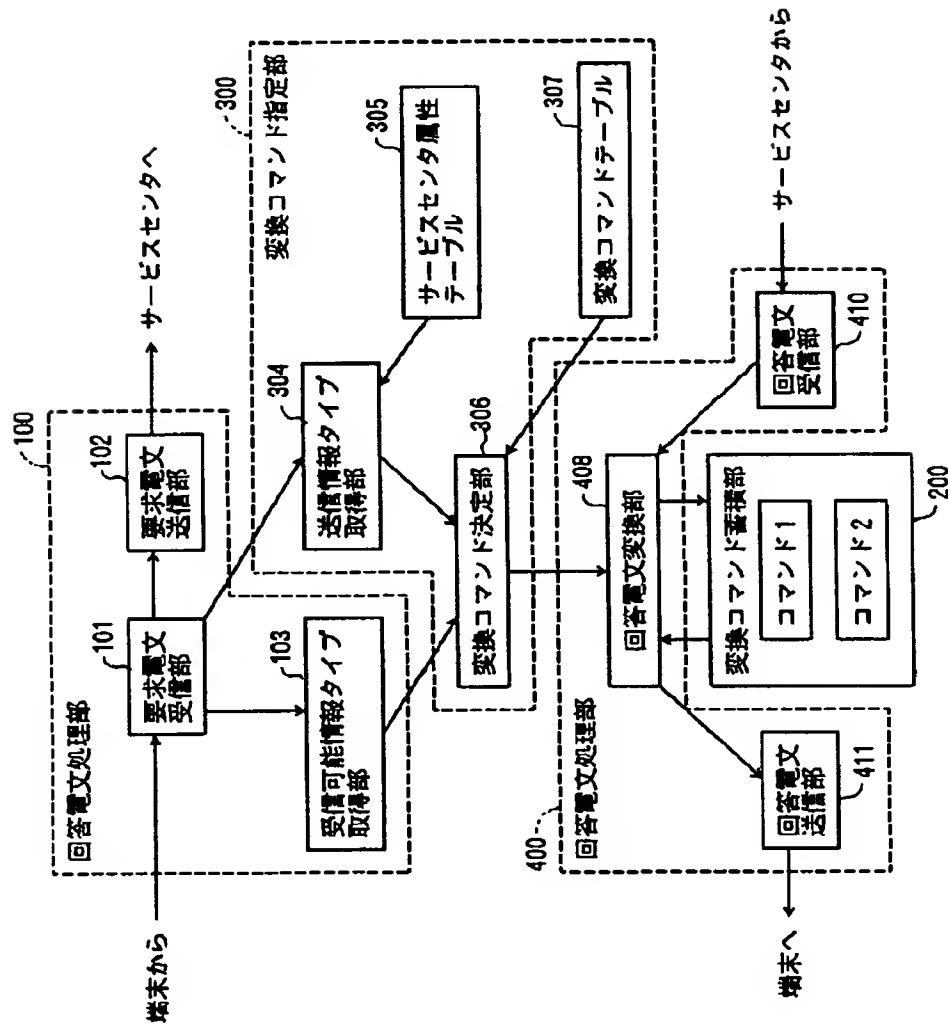 端末から
回答電文処理部
100
101
要求電文
受信部
102
要求電文
送信部
サービスセンタへ
103
受信可能情報タイプ
取得部
300
変換コマンド指定部
304
送信情報タイプ
取得部
305
サービスセンタ属性
テーブル
306
変換コマンド決定部
307
変換コマンドテーブル
400
回答電文処理部
408
回答電文変換部
変換コマンド蓄積部
コマンド1
コマンド2
200
回答電文
受信部
410
サービスセンタから
回答電文
送信部
411
端末へ